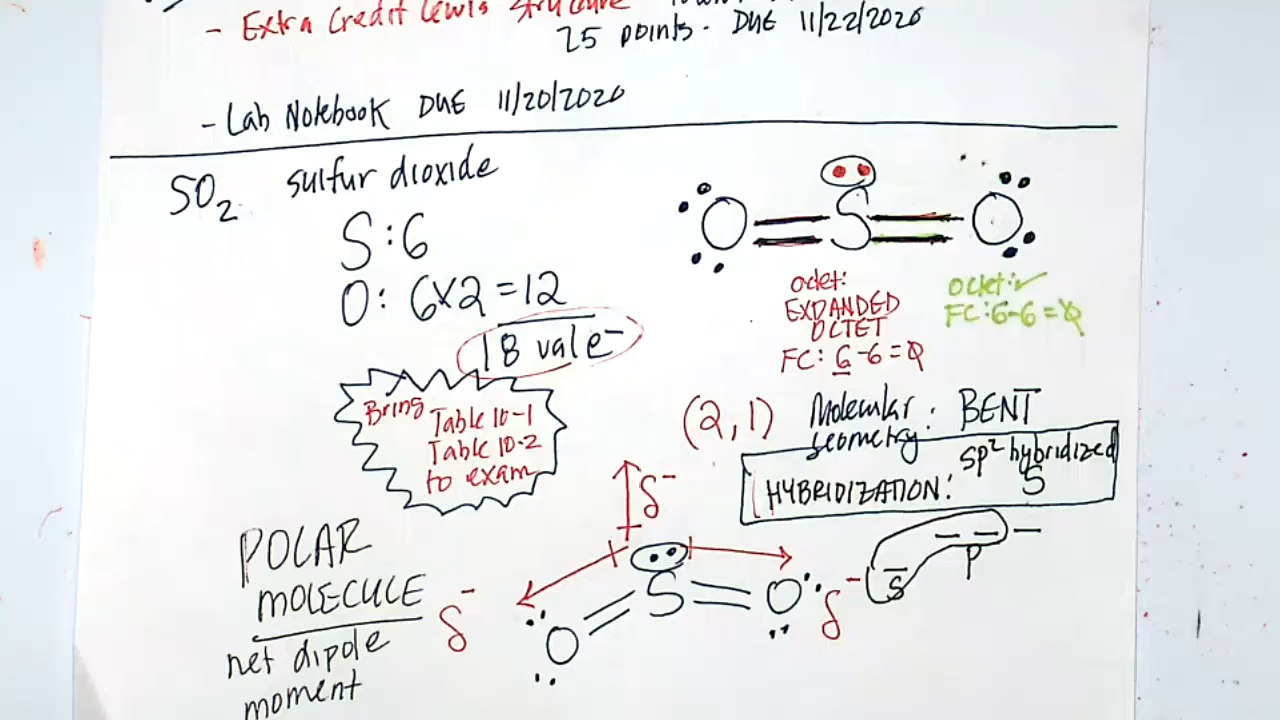 - Extra Credit Lewis Structure
25 points. DUE 11/22/2020
- Lab Notebook DUE 11/20/2020
SO2 sulfur dioxide
S:6
O: 6x2 = 12
18 val e-
O = S = O
octet:
EXPANDED
OCTET
FC: 6-6=0
octet: ✓
FC: 6-6=0
Bring
Table 10-1
Table 10-2
to exam
(2,1) Molecular geometry: BENT
HYBRIDIZATION: sp2 hybridized
S
s p
POLAR
MOLECULE
net dipole
moment
δ-
δ- δ-
S
O O